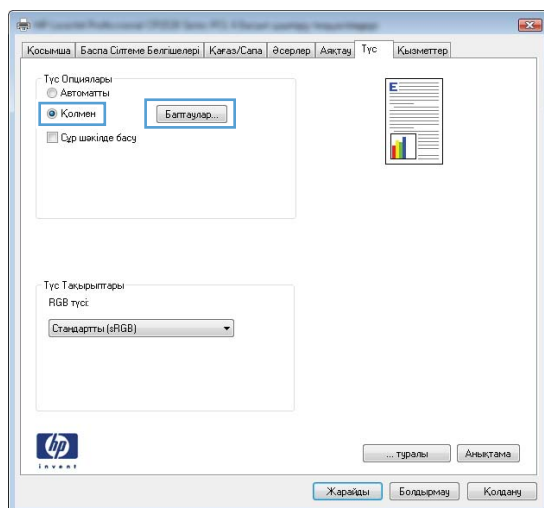 Қосымша Баспа Сілтеме Белгішелері Қағаз/Сапа Әсерлер Аяқтау Түс Қызметтер
Түс Опциялары
Автоматты
Қолмен Баптаулар...
Сұр шәкілде басу
E
Түс Тақырыптары
RGB түсі:
Стандартты (sRGB)
hp
invent
... туралы Анықтама
Жарайды Болдырмау Қолдану